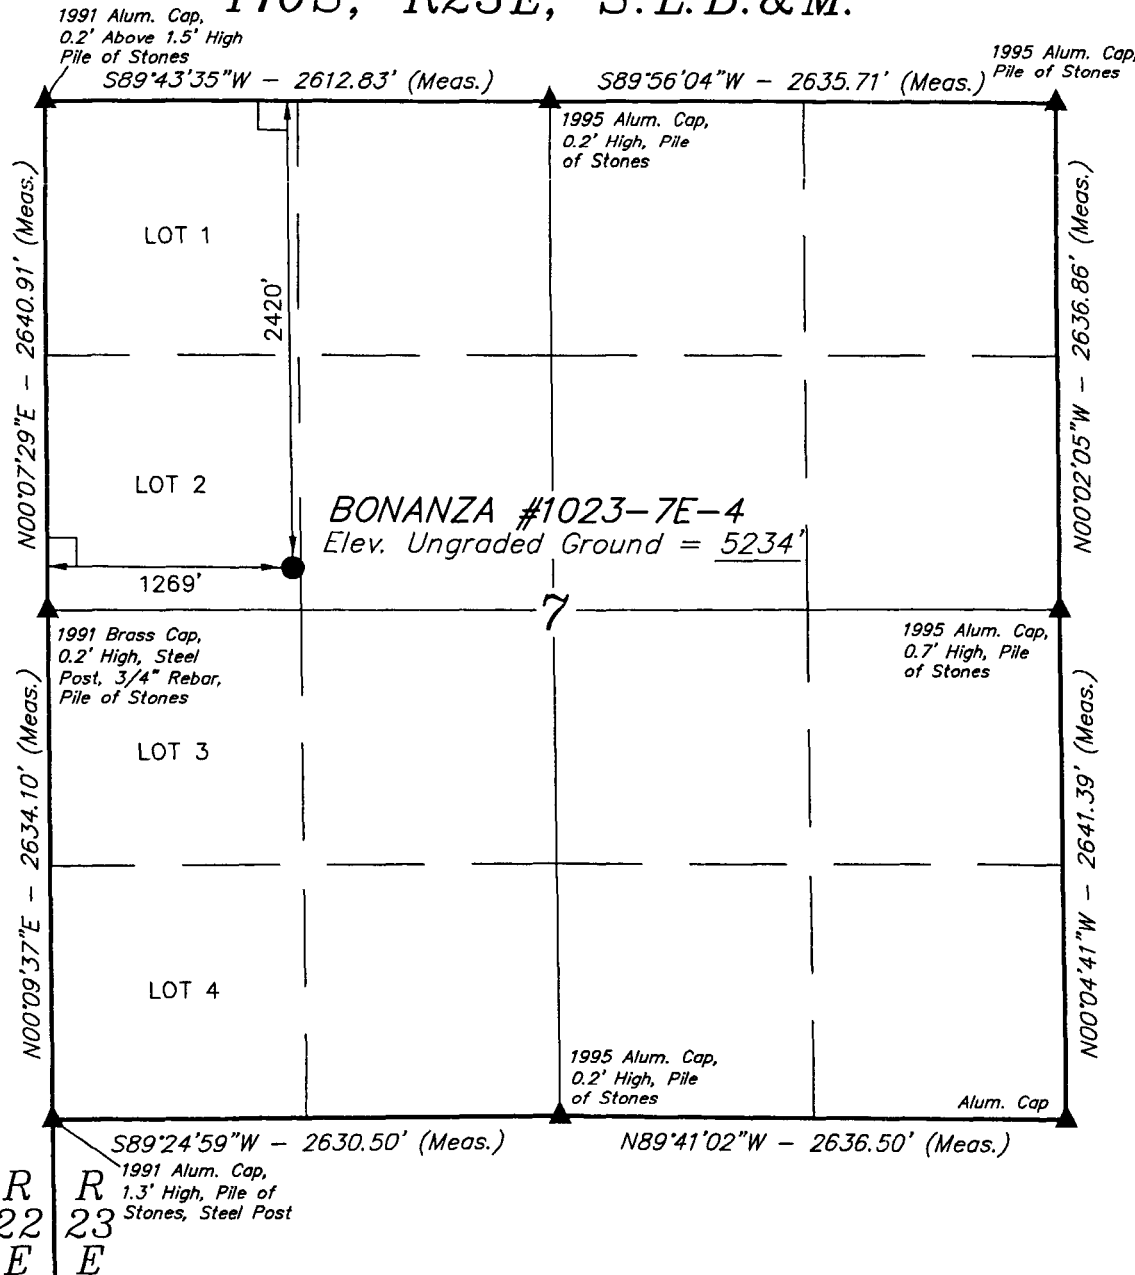 T10S, R23E, S.L.B.&M.
1991 Alum. Cap,
0.2' Above 1.5' High
Pile of Stones
S89°43'35"W - 2612.83' (Meas.)
S89°56'04"W - 2635.71' (Meas.)
1995 Alum. Cap,
Pile of Stones
1995 Alum. Cap,
0.2' High, Pile
of Stones
N00°07'29"E - 2640.91' (Meas.)
LOT 1
2420'
N00°02'05"W - 2636.86' (Meas.)
LOT 2
BONANZA #1023-7E-4
Elev. Ungraded Ground = 5234'
1269'
7
1991 Brass Cap,
0.2' High, Steel
Post, 3/4" Rebar,
Pile of Stones
1995 Alum. Cap,
0.7' High, Pile
of Stones
N00°09'37"E - 2634.10' (Meas.)
LOT 3
N00°04'41"W - 2641.39' (Meas.)
LOT 4
1995 Alum. Cap,
0.2' High, Pile
of Stones
Alum. Cap
S89°24'59"W - 2630.50' (Meas.)
N89°41'02"W - 2636.50' (Meas.)
1991 Alum. Cap,
1.3' High, Pile of
Stones, Steel Post
R R
22 23
E E